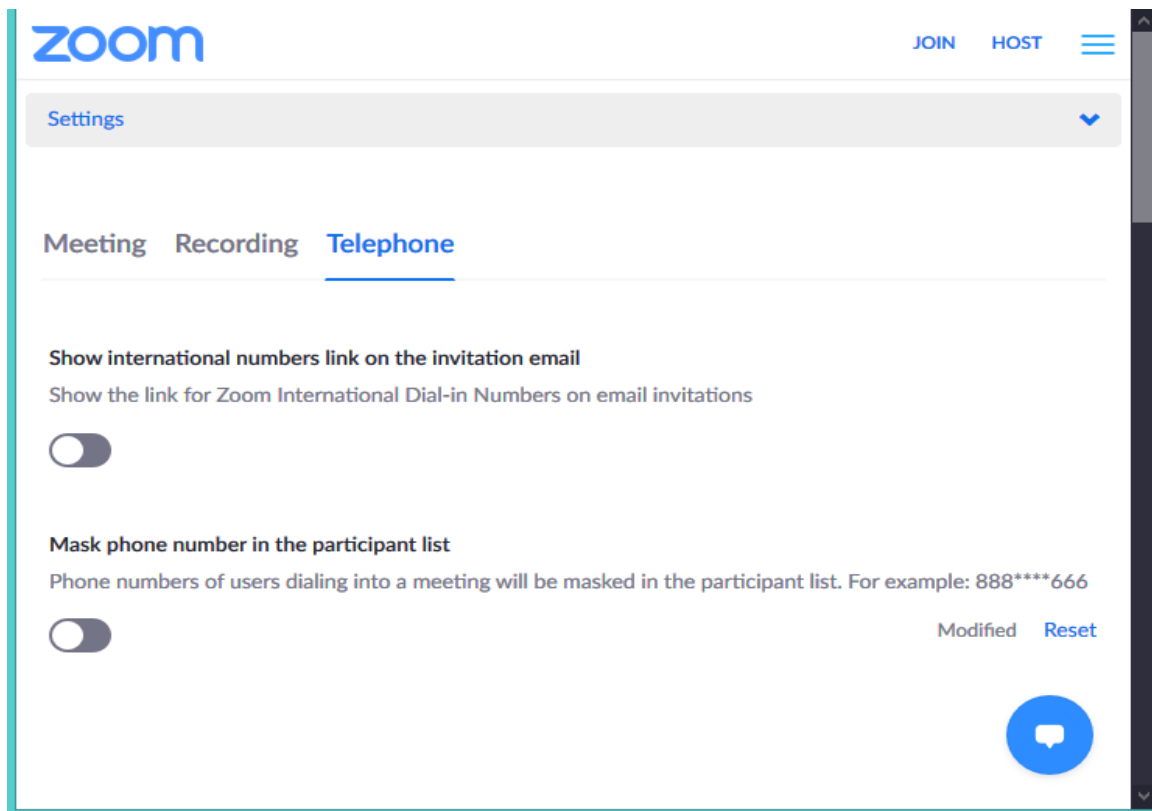 zoom
JOIN HOST
Settings
Meeting Recording Telephone
Show international numbers link on the invitation email
Show the link for Zoom International Dial-in Numbers on email invitations
Mask phone number in the participant list
Phone numbers of users dialing into a meeting will be masked in the participant list. For example: 888****666
Modified Reset